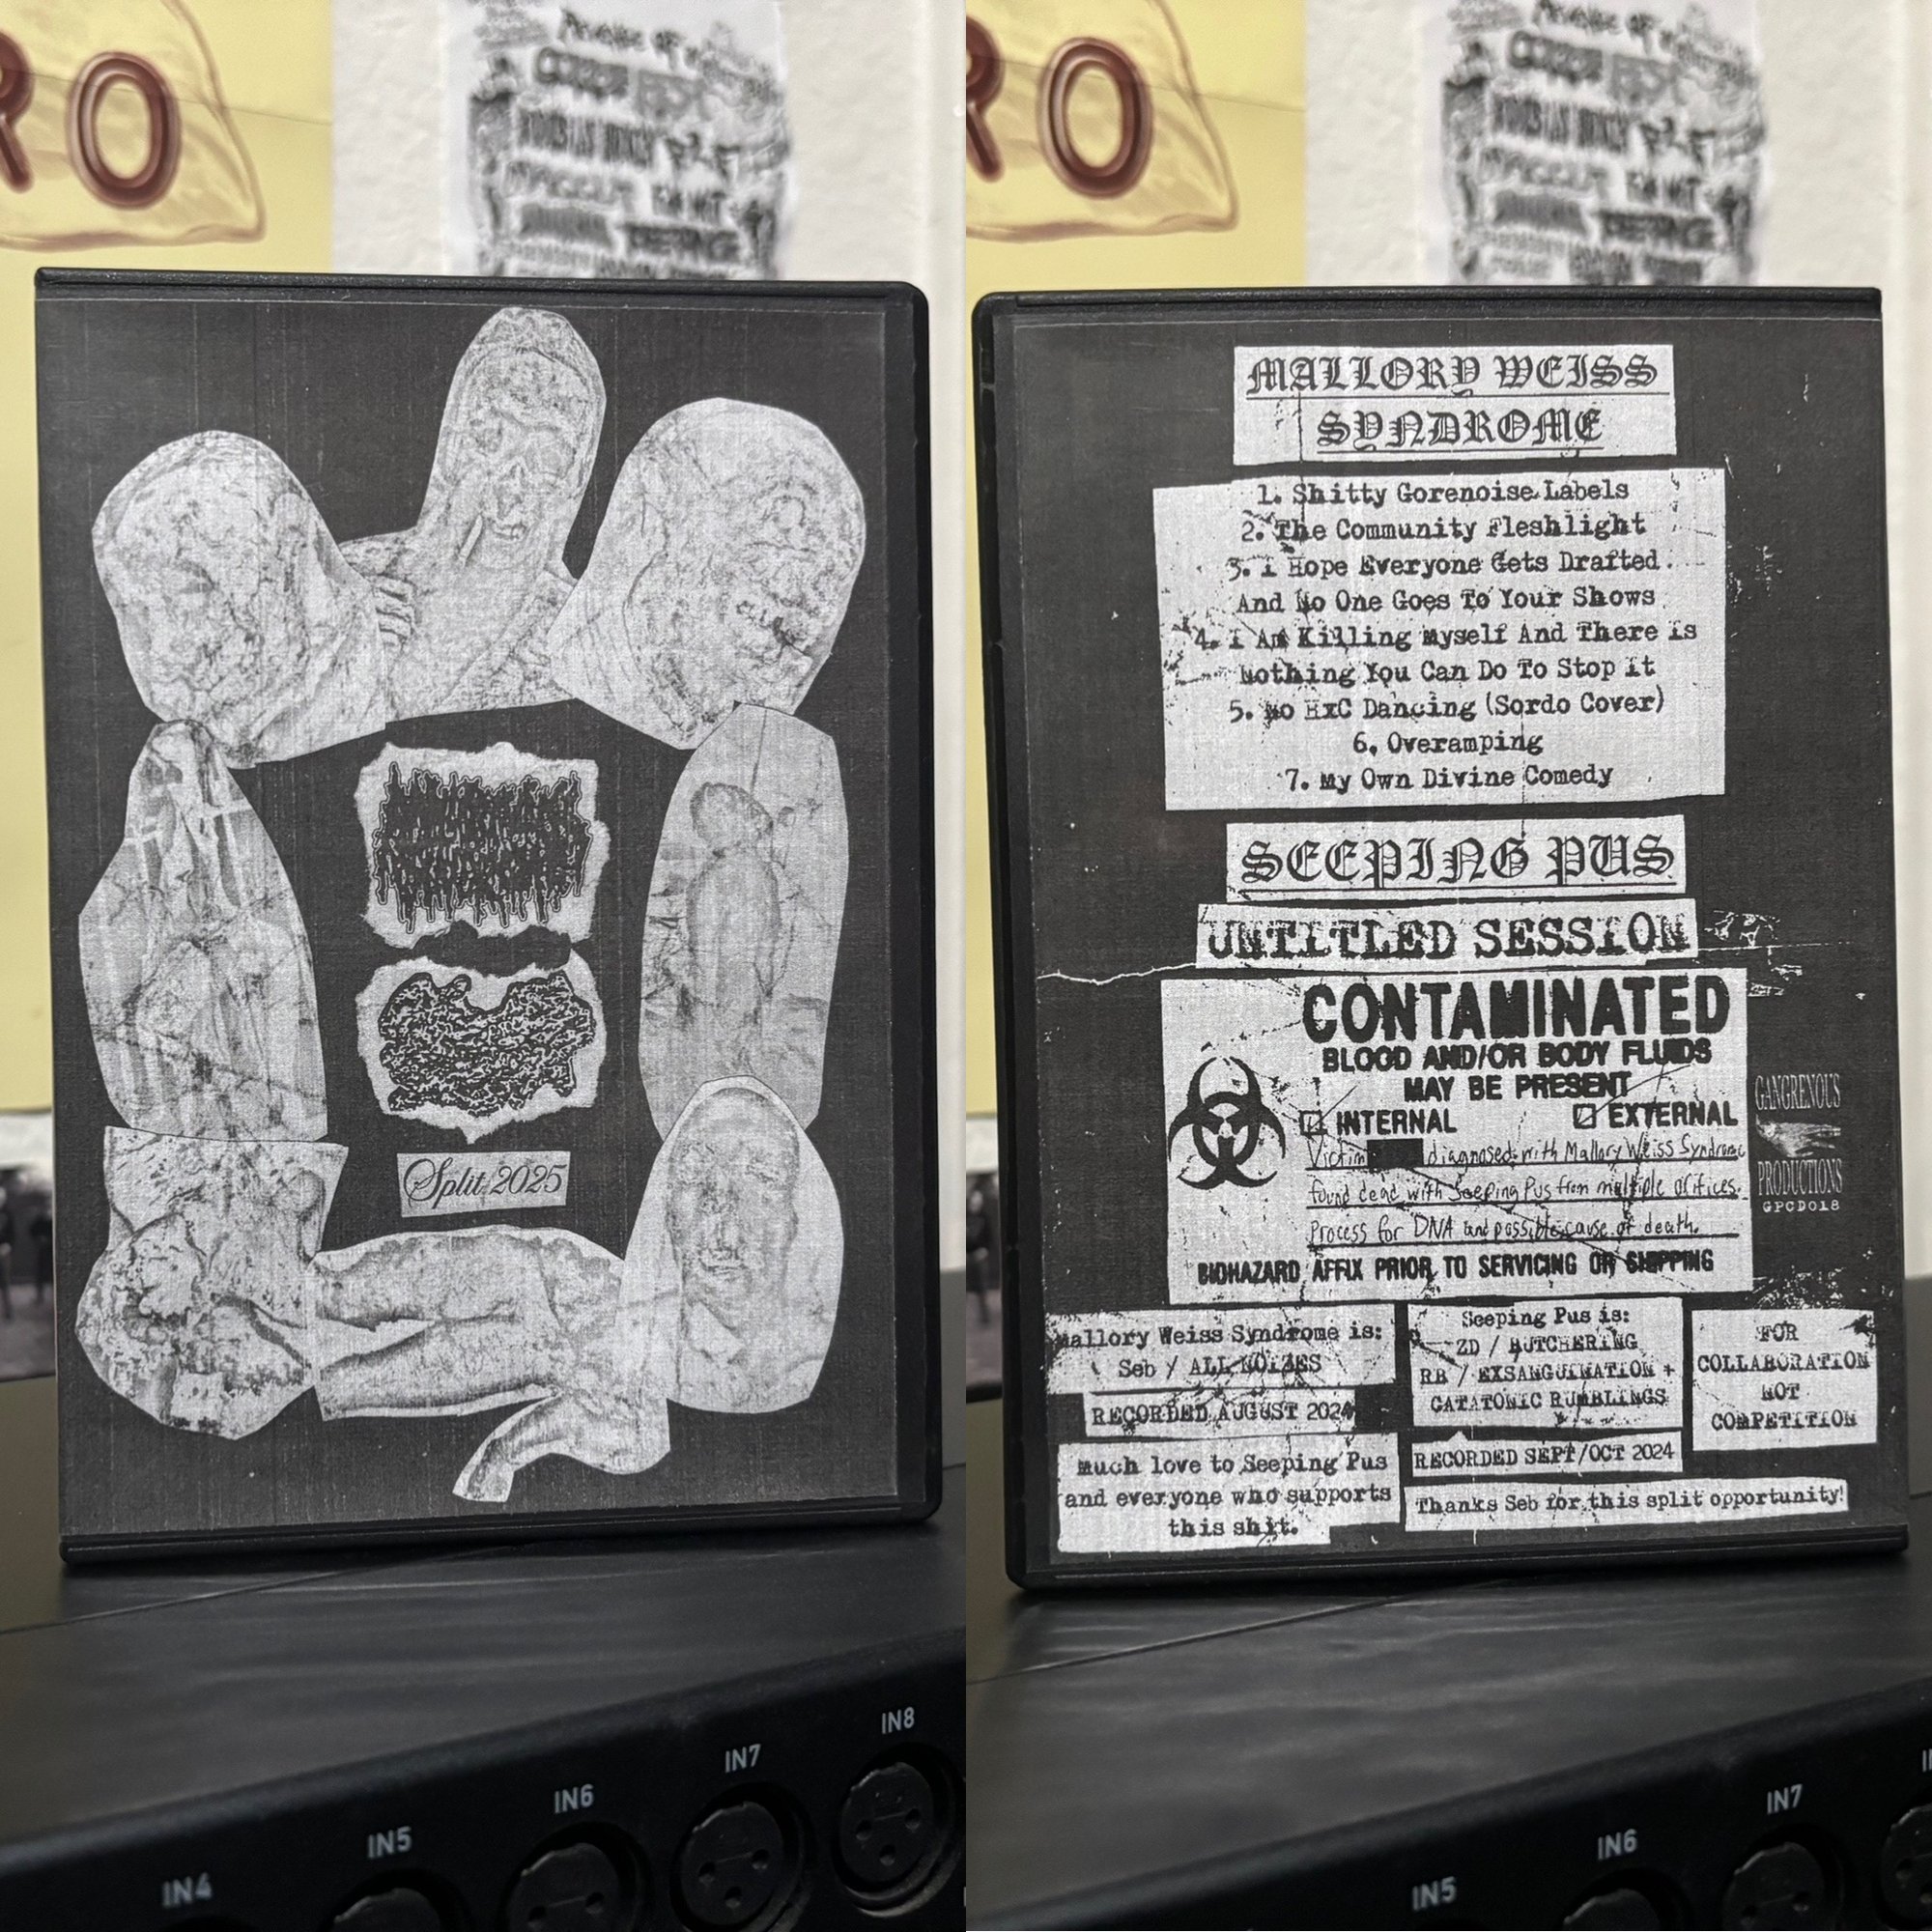 RO
Revenge OF
Split 2025
IN4
IN5
IN6
IN7
IN8
O
Revenge OF
MALLORY WEISS
SYNDROME
1. Shitty Gorenoise Labels
2. The Community Fleshlight
3. I Hope Everyone Gets Drafted
And No One Goes To Your Shows
4. I Am Killing Myself And There Is
Nothing You Can Do To Stop It
5. No HxC Dancing (Sordo Cover)
6. Overamping
7. My Own Divine Comedy
SEEPING PUS
UNTITLED SESSION
CONTAMINATED
BLOOD AND/OR BODY FLUIDS
MAY BE PRESENT
INTERNAL EXTERNAL
Victim diagnosed with Mallory Weiss Syndrome
found dead with Seeping Pus from multiple orifices.
Process for DNA and possible cause of death.
BIOHAZARD AFFIX PRIOR TO SERVICING OR SHIPPING
GANGRENOUS
PRODUCTIONS
GPCD018
Mallory Weiss Syndrome is:
Seb / ALL NOIZES
RECORDED AUGUST 2024
Much love to Seeping Pus
and everyone who supports
this shit.
Seeping Pus is:
ZD / BUTCHERING
RB / EXSANGUINATION +
CATATONIC RUMBLINGS
RECORDED SEPT/OCT 2024
Thanks Seb for this split opportunity!
FOR
COLLABORATION
NOT
COMPETITION
IN5
IN6
IN7